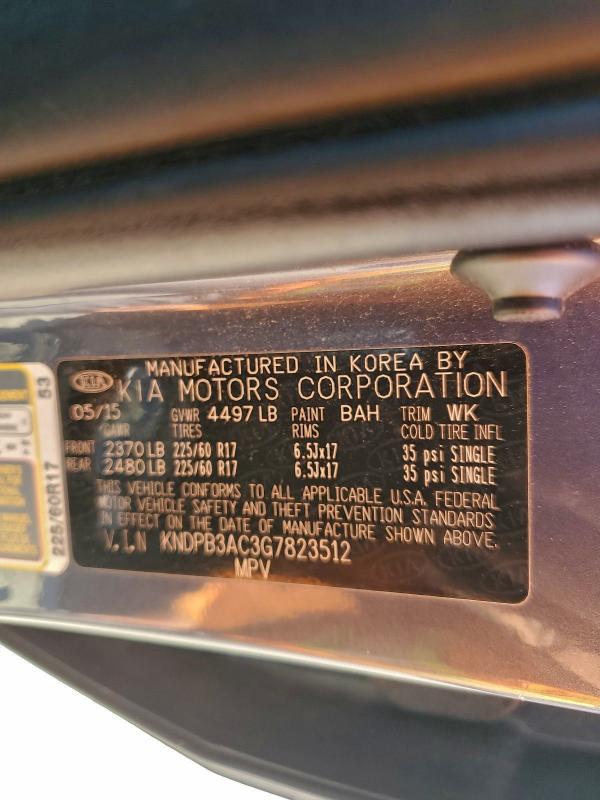 MANUFACTURED IN KOREA BY
KIA KIA MOTORS CORPORATION
05/15 GVWR 4497 LB PAINT BAH TRIM WK
GAWR TIRES RIMS COLD TIRE INFL
FRONT 2370 LB 225/60 R17 6.5Jx17 35 psi SINGLE
REAR 2480 LB 225/60 R17 6.5Jx17 35 psi SINGLE
THIS VEHICLE CONFORMS TO ALL APPLICABLE U.S.A. FEDERAL
MOTOR VEHICLE SAFETY AND THEFT PREVENTION STANDARDS
IN EFFECT ON THE DATE OF MANUFACTURE SHOWN ABOVE.
V.I.N KNDPB3AC3G7823512
MPV
53
225/60R17